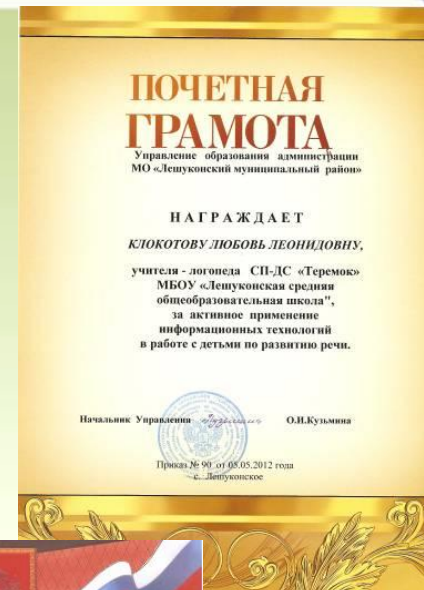 ПОЧЕТНАЯ
ГРАМОТА
Управление образования администрации
МО «Лешуконский муниципальный район»
НАГРАЖДАЕТ
КЛОКОТОВУ ЛЮБОВЬ ЛЕОНИДОВНУ,
учителя - логопеда СП-ДС «Теремок»
МБОУ «Лешуконская средняя
общеобразовательная школа",
за активное применение
информационных технологий
в работе с детьми по развитию речи.
Начальник Управления О.И.Кузьмина
Приказ № 90 от 05.05.2012 года
с. Лешуконское